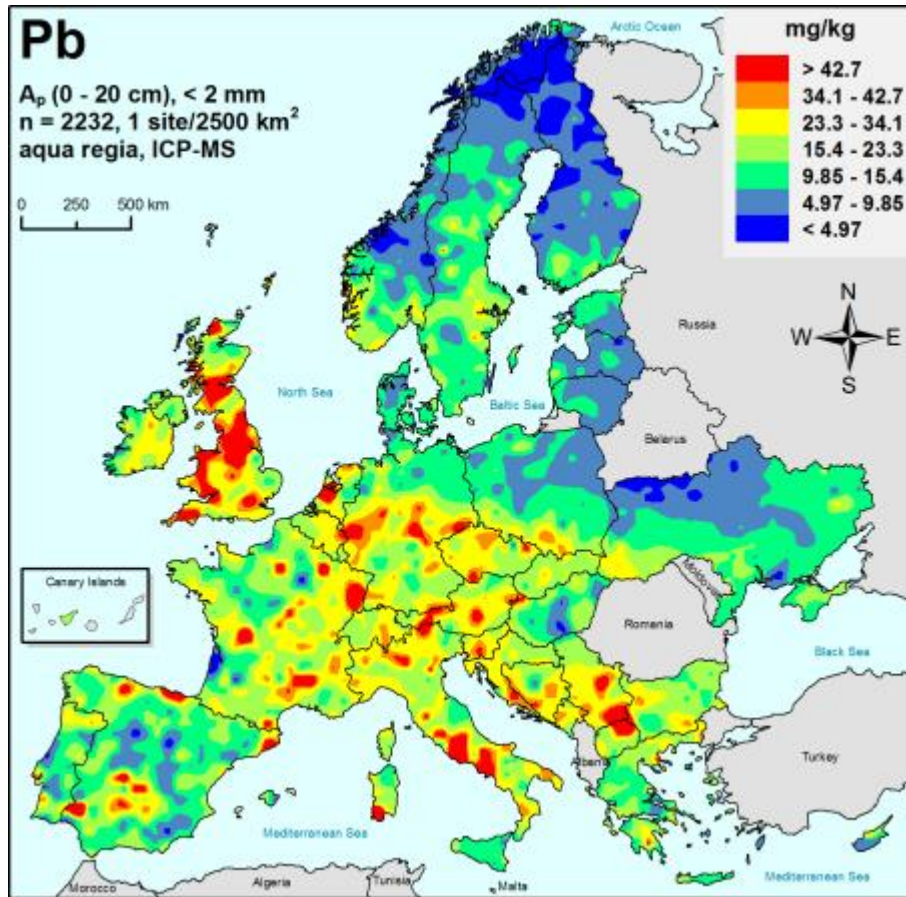 Pb
Aₚ (0 - 20 cm), < 2 mm
n = 2232, 1 site/2500 km²
aqua regia, ICP-MS
0 250 500 km
mg/kg
> 42.7
34.1 - 42.7
23.3 - 34.1
15.4 - 23.3
9.85 - 15.4
4.97 - 9.85
< 4.97
Arctic Ocean
N
W E
S
Russia
North Sea
Baltic Sea
Belarus
Canary Islands
Moldova
Romania
Black Sea
Albania
Turkey
Mediterranean Sea
Morocco
Algeria
Tunisia
Malta
Mediterranean Sea